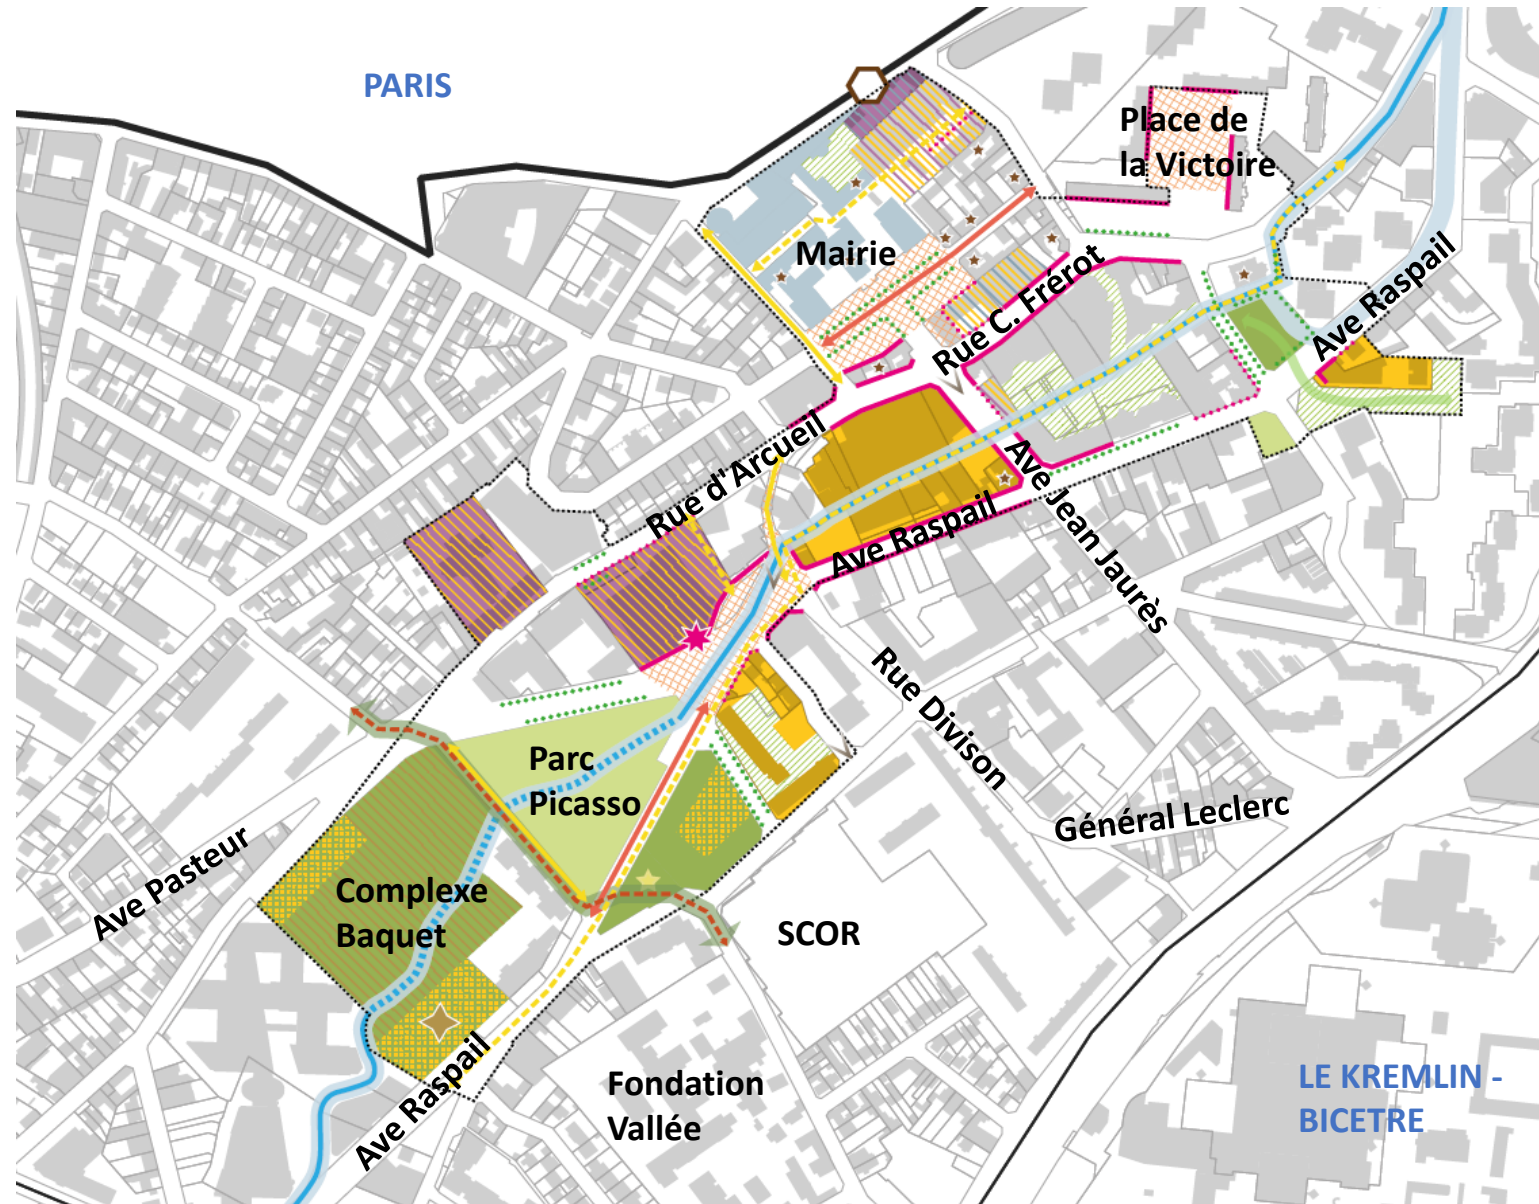 PARIS
Place de
la Victoire
Mairie
Rue C. Frérot
Ave Raspail
Rue d'Arcueil
Ave Raspail
Ave Jean Jaurès
Rue Divison
Général Leclerc
Parc
Picasso
Ave Pasteur
Complexe
Baquet
SCOR
Ave Raspail
Fondation
Vallée
LE KREMLIN -
BICETRE